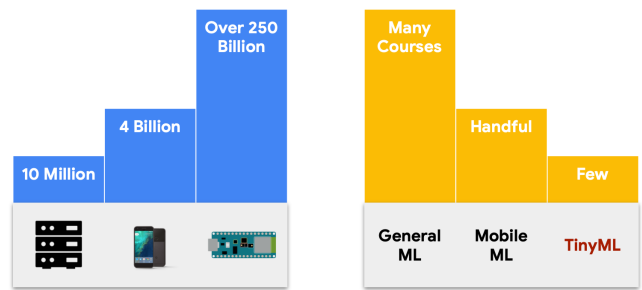 Over 250
Billion
4 Billion
10 Million
Many
Courses
Handful
Few
General
ML
Mobile
ML
TinyML